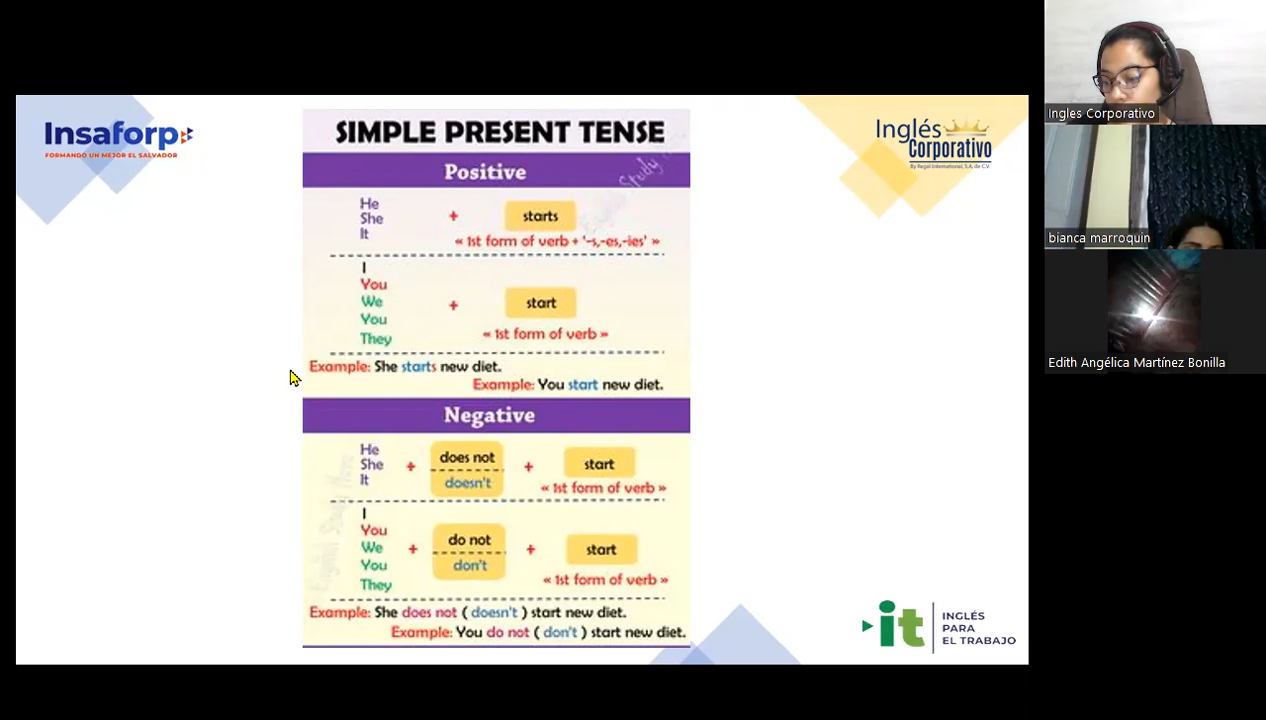 Insaforp
FORMANDO UN MEJOR EL SALVADOR
SIMPLE PRESENT TENSE
Inglés
Corporativo
By Regal International, S.A. de C.V.
Positive
He
She
It
+
starts
« 1st form of verb + '-s,-es,-ies' »
I
You
We
You
They
+
start
« 1st form of verb »
Example: She starts new diet.
Example: You start new diet.
Negative
He
She
It
+
does not
doesn't
+
start
« 1st form of verb »
I
You
We
You
They
+
do not
don't
+
start
« 1st form of verb »
Example: She does not ( doesn't ) start new diet.
Example: You do not ( don't ) start new diet.
it
INGLÉS
PARA
EL TRABAJO
Ingles Corporativo
bianca marroquin
Edith Angélica Martínez Bonilla